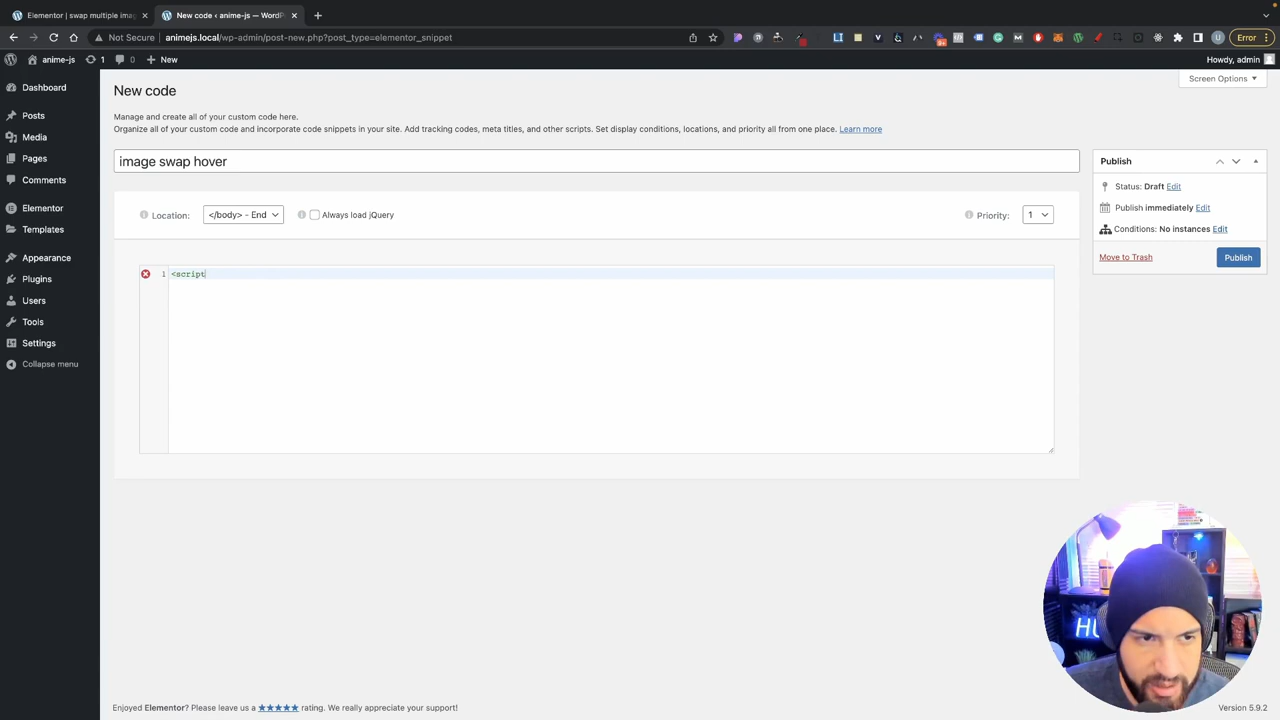 Elementor | swap multiple ima
New code ‹ anime-js — WordP
Not Secure
animejs.local/wp-admin/post-new.php?post_type=elementor_snippet
Error
anime-js
1
0
New
Howdy, admin
Screen Options
Dashboard
Posts
Media
Pages
Comments
Elementor
Templates
Appearance
Plugins
Users
Tools
Settings
Collapse menu
New code
Manage and create all of your custom code here.
Organize all of your custom code and incorporate code snippets in your site. Add tracking codes, meta titles, and other scripts. Set display conditions, locations, and priority all from one place. Learn more
image swap hover
Location:
</body> - End
Always load jQuery
Priority:
1
1
<script
Publish
Status: Draft Edit
Publish immediately Edit
Conditions: No instances Edit
Move to Trash
Publish
HU
Enjoyed Elementor? Please leave us a ★★★★★ rating. We really appreciate your support!
Version 5.9.2